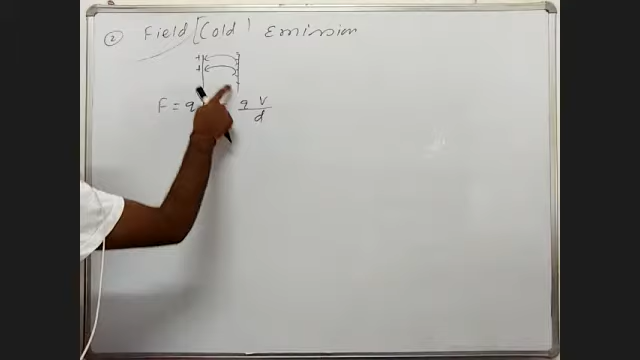 ② Field [Cold] Emission
+
+
F = q
q V
d